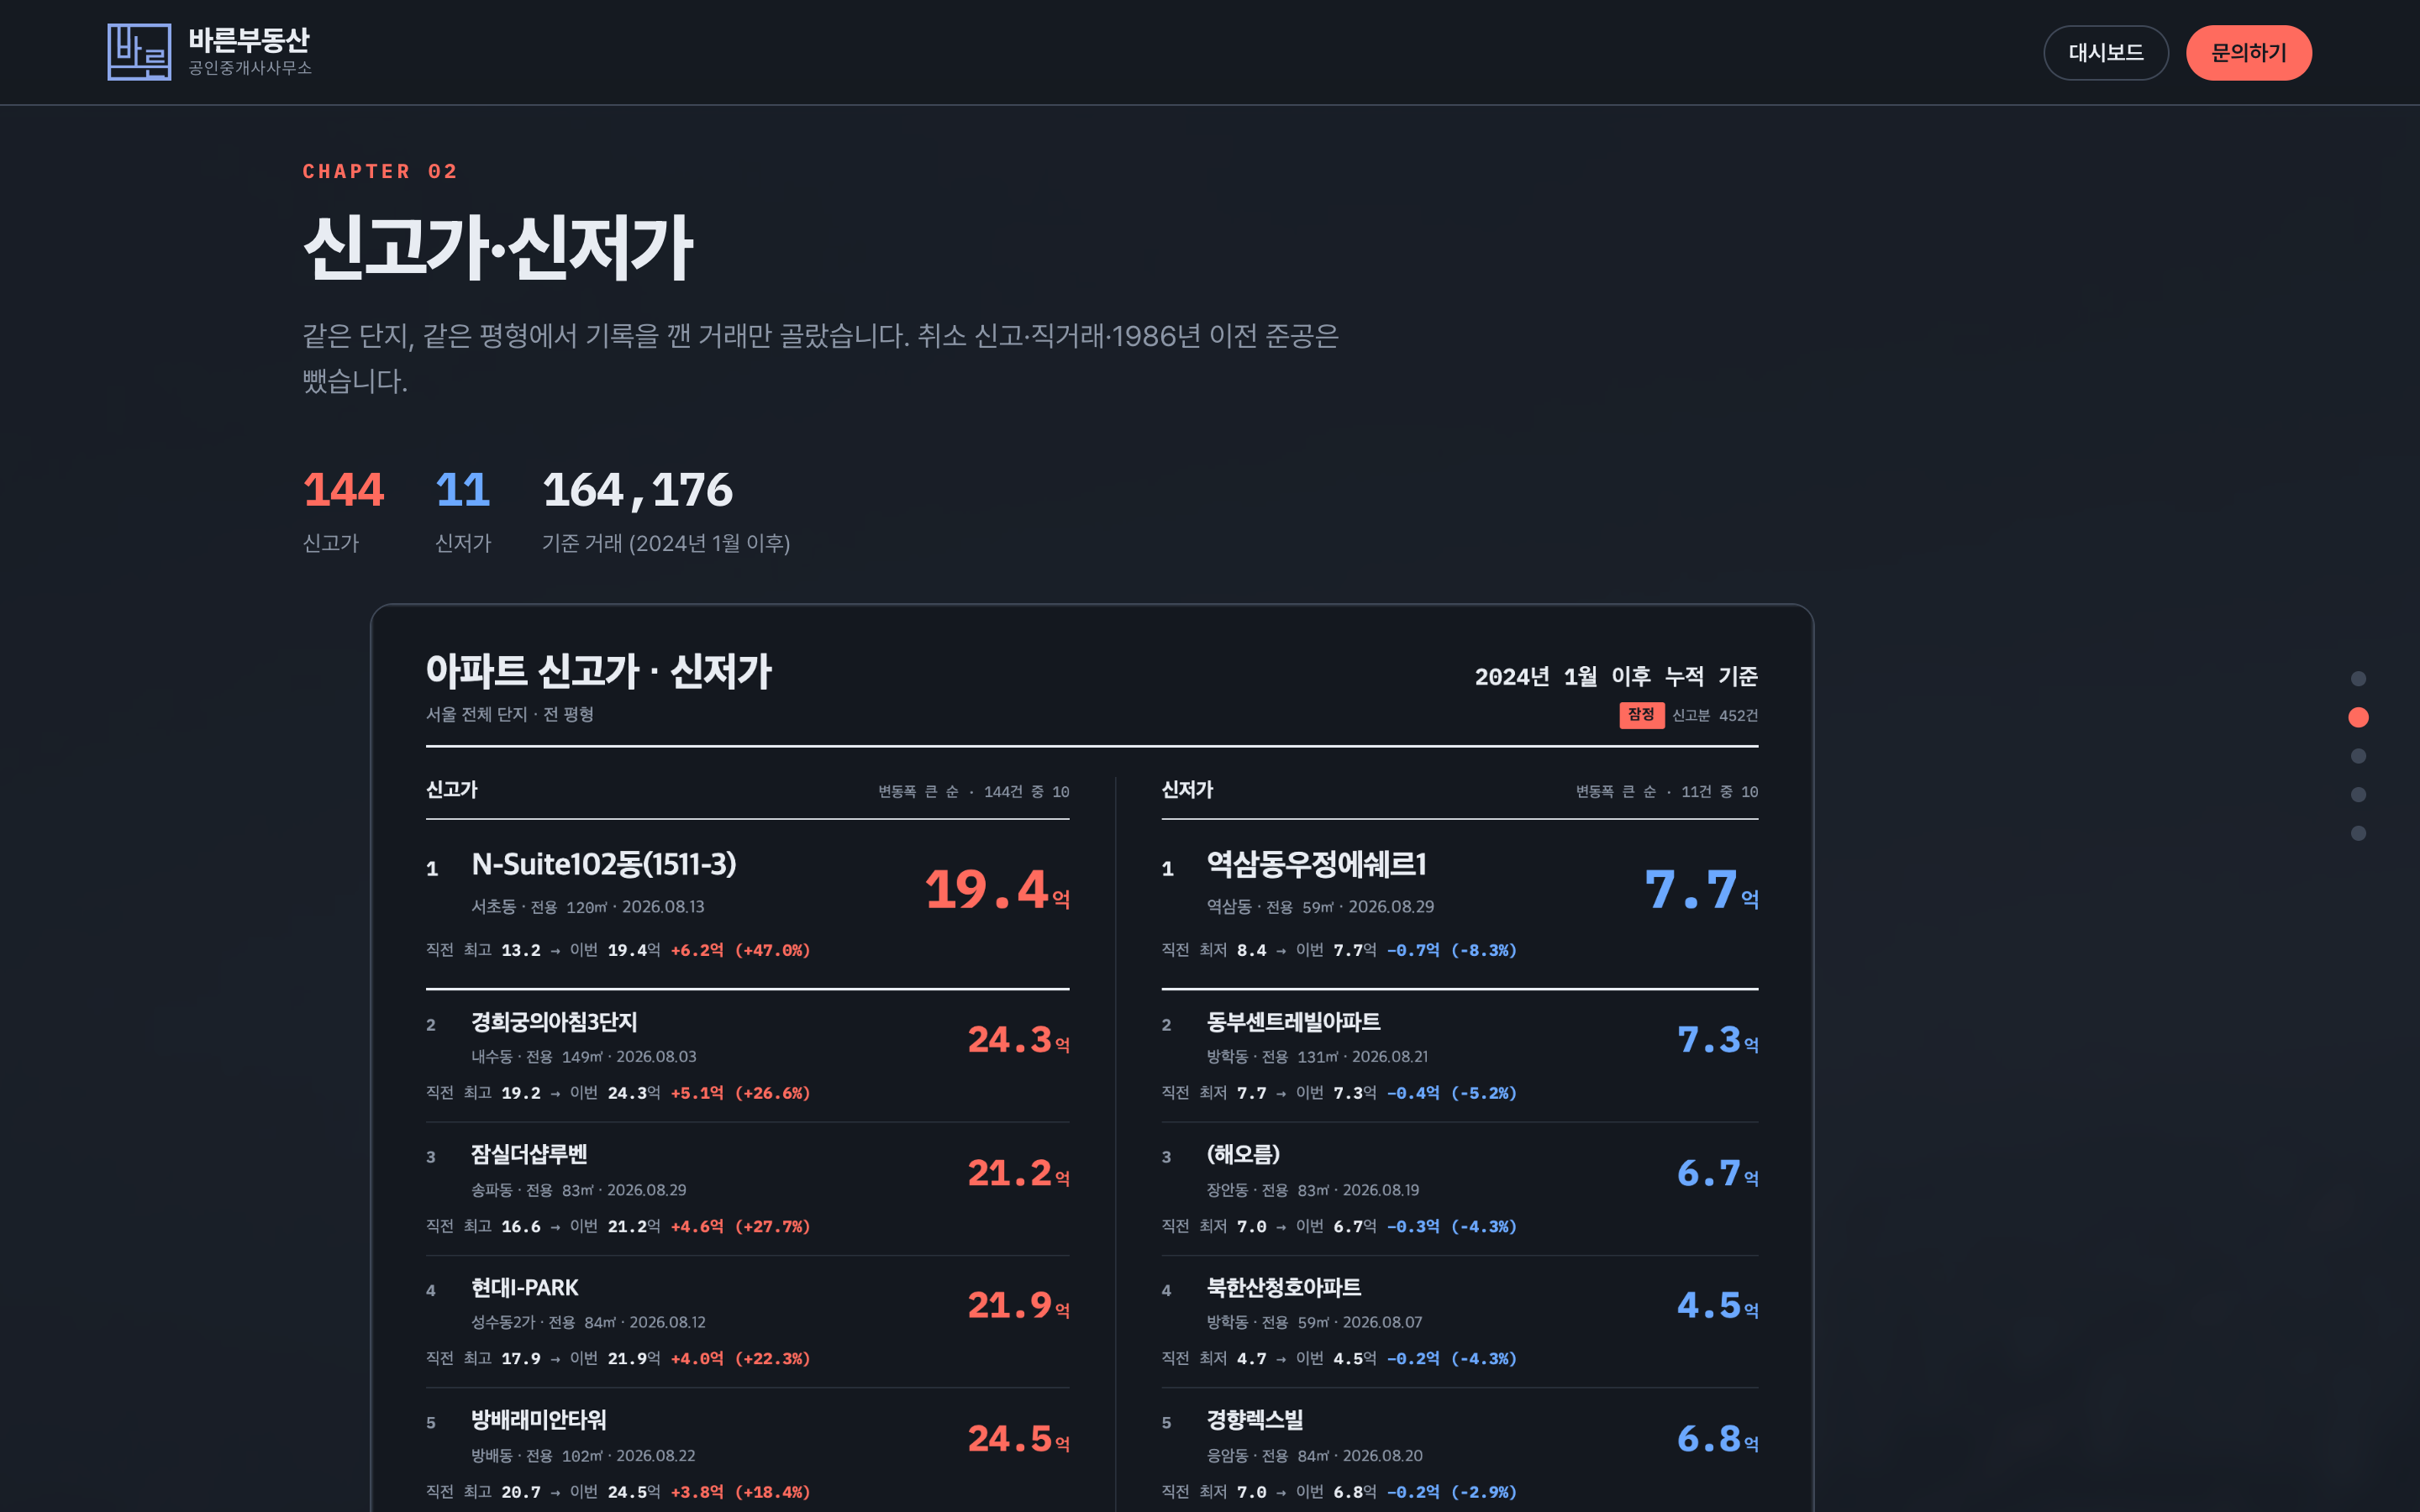 바른
바른부동산
공인중개사사무소
대시보드
문의하기
CHAPTER 02
신고가·신저가
같은 단지, 같은 평형에서 기록을 깬 거래만 골랐습니다. 취소 신고·직거래·1986년 이전 준공은
뺐습니다.
144
신고가
11
신저가
164,176
기준 거래 (2024년 1월 이후)
아파트 신고가 · 신저가
서울 전체 단지 · 전 평형
2024년 1월 이후 누적 기준
잠정 신고분 452건
신고가 변동폭 큰 순 · 144건 중 10
1 N-Suite102동(1511-3) 19.4억
서초동 · 전용 120㎡ · 2026.08.13
직전 최고 13.2 → 이번 19.4억 +6.2억 (+47.0%)
2 경희궁의아침3단지 24.3억
내수동 · 전용 149㎡ · 2026.08.03
직전 최고 19.2 → 이번 24.3억 +5.1억 (+26.6%)
3 잠실더샵루벤 21.2억
송파동 · 전용 83㎡ · 2026.08.29
직전 최고 16.6 → 이번 21.2억 +4.6억 (+27.7%)
4 현대I-PARK 21.9억
성수동2가 · 전용 84㎡ · 2026.08.12
직전 최고 17.9 → 이번 21.9억 +4.0억 (+22.3%)
5 방배래미안타워 24.5억
방배동 · 전용 102㎡ · 2026.08.22
직전 최고 20.7 → 이번 24.5억 +3.8억 (+18.4%)
신저가 변동폭 큰 순 · 11건 중 10
1 역삼동우정에쉐르1 7.7억
역삼동 · 전용 59㎡ · 2026.08.29
직전 최저 8.4 → 이번 7.7억 −0.7억 (-8.3%)
2 동부센트레빌아파트 7.3억
방학동 · 전용 131㎡ · 2026.08.21
직전 최저 7.7 → 이번 7.3억 −0.4억 (-5.2%)
3 (해오름) 6.7억
장안동 · 전용 83㎡ · 2026.08.19
직전 최저 7.0 → 이번 6.7억 −0.3억 (-4.3%)
4 북한산청호아파트 4.5억
방학동 · 전용 59㎡ · 2026.08.07
직전 최저 4.7 → 이번 4.5억 −0.2억 (-4.3%)
5 경향렉스빌 6.8억
응암동 · 전용 84㎡ · 2026.08.20
직전 최저 7.0 → 이번 6.8억 −0.2억 (-2.9%)